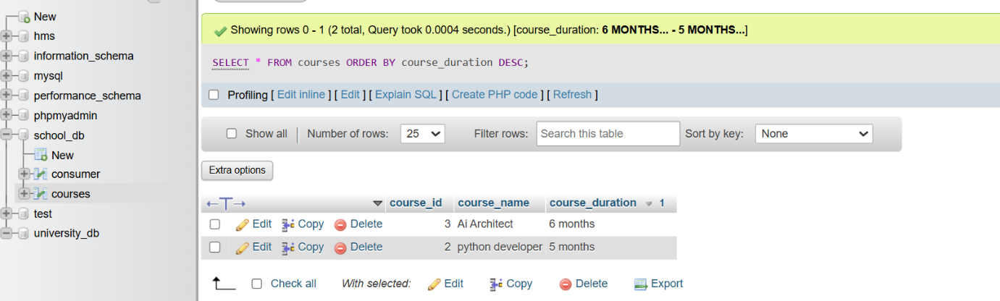 New
hms
information_schema
mysql
performance_schema
phpmyadmin
school_db
New
consumer
courses
test
university_db
Showing rows 0 - 1 (2 total, Query took 0.0004 seconds.) [course_duration: 6 MONTHS... - 5 MONTHS...]
SELECT * FROM courses ORDER BY course_duration DESC;
Profiling [ Edit inline ] [ Edit ] [ Explain SQL ] [ Create PHP code ] [ Refresh ]
Show all | Number of rows: 25 Filter rows: Search this table Sort by key: None
Extra options
←T→ course_id course_name course_duration 1
Edit Copy Delete 3 Ai Architect 6 months
Edit Copy Delete 2 python developer 5 months
Check all With selected: Edit Copy Delete Export